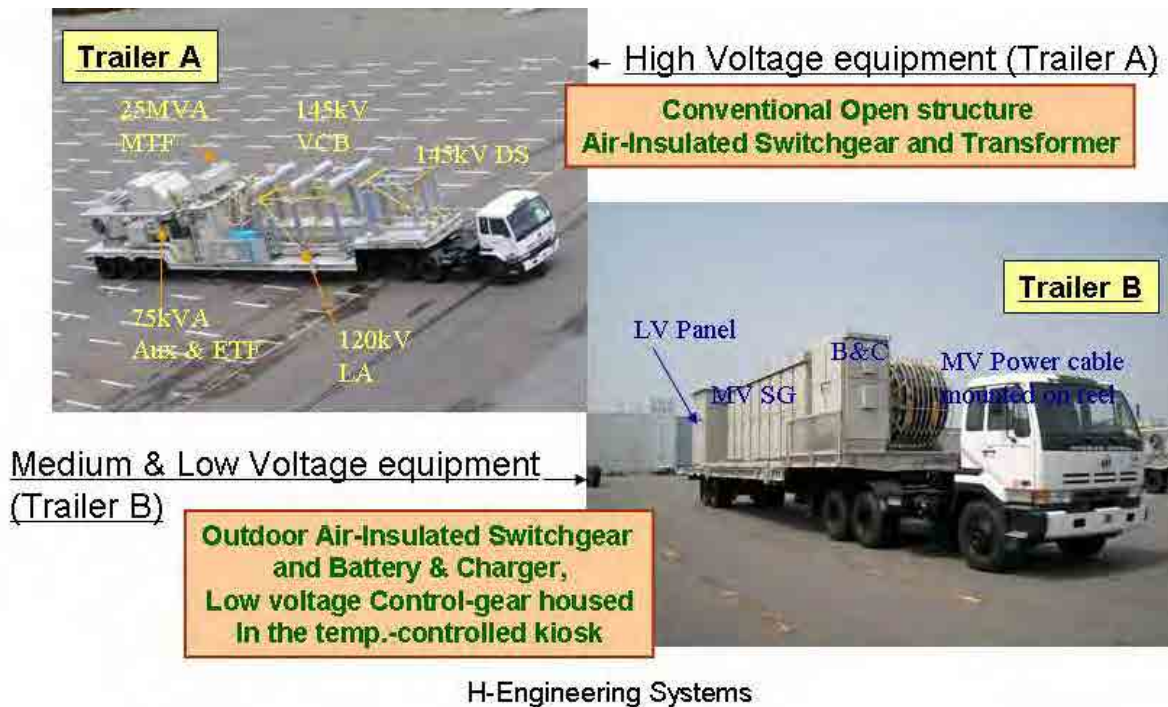 Trailer A
High Voltage equipment (Trailer A)
25MVA
MTF
145kV
VCB
145kV DS
Conventional Open structure
Air-Insulated Switchgear and Transformer
75kVA
Aux & ETF
120kV
LA
Trailer B
LV Panel
B&C
MV SG
MV Power cable
mounted on reel
Medium & Low Voltage equipment
(Trailer B)
Outdoor Air-Insulated Switchgear
and Battery & Charger,
Low voltage Control-gear housed
In the temp.-controlled kiosk
H-Engineering Systems